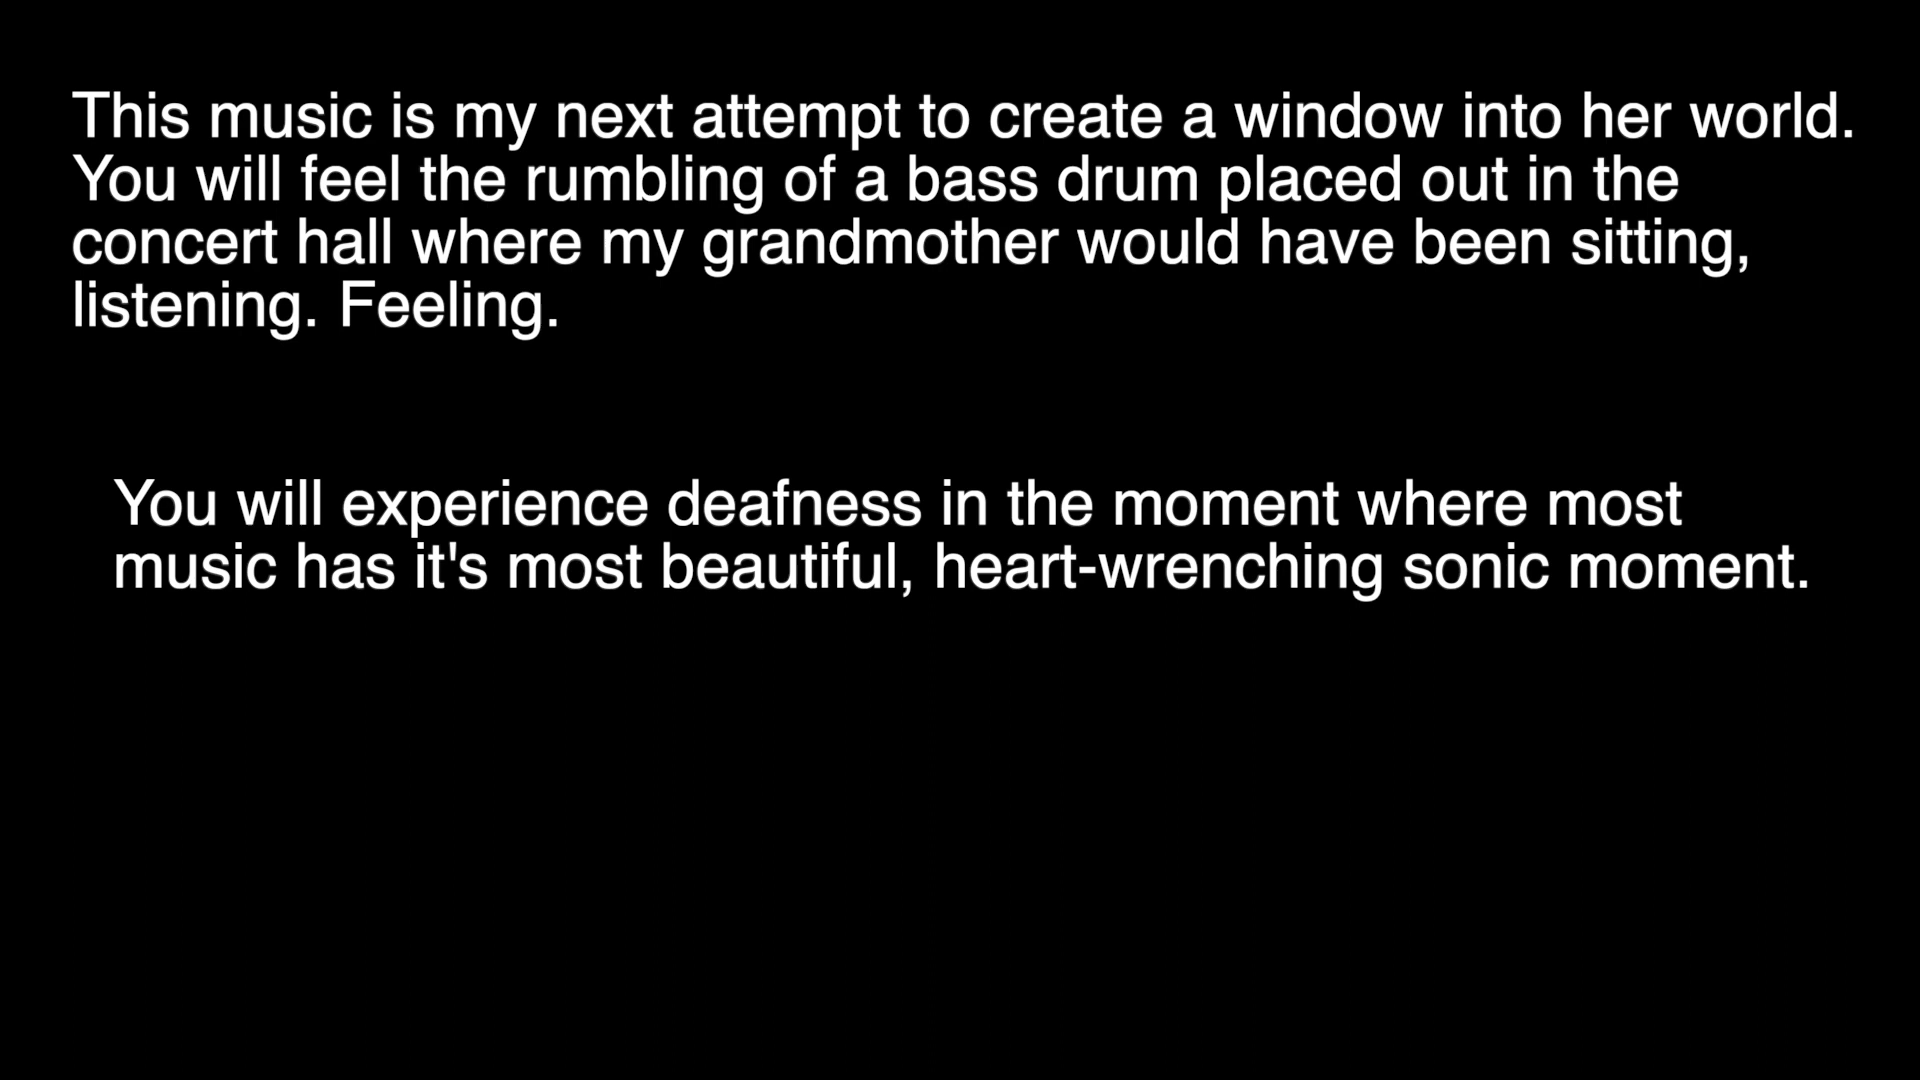 This music is my next attempt to create a window into her world.
You will feel the rumbling of a bass drum placed out in the
concert hall where my grandmother would have been sitting,
listening. Feeling.
You will experience deafness in the moment where most
music has it's most beautiful, heart-wrenching sonic moment.